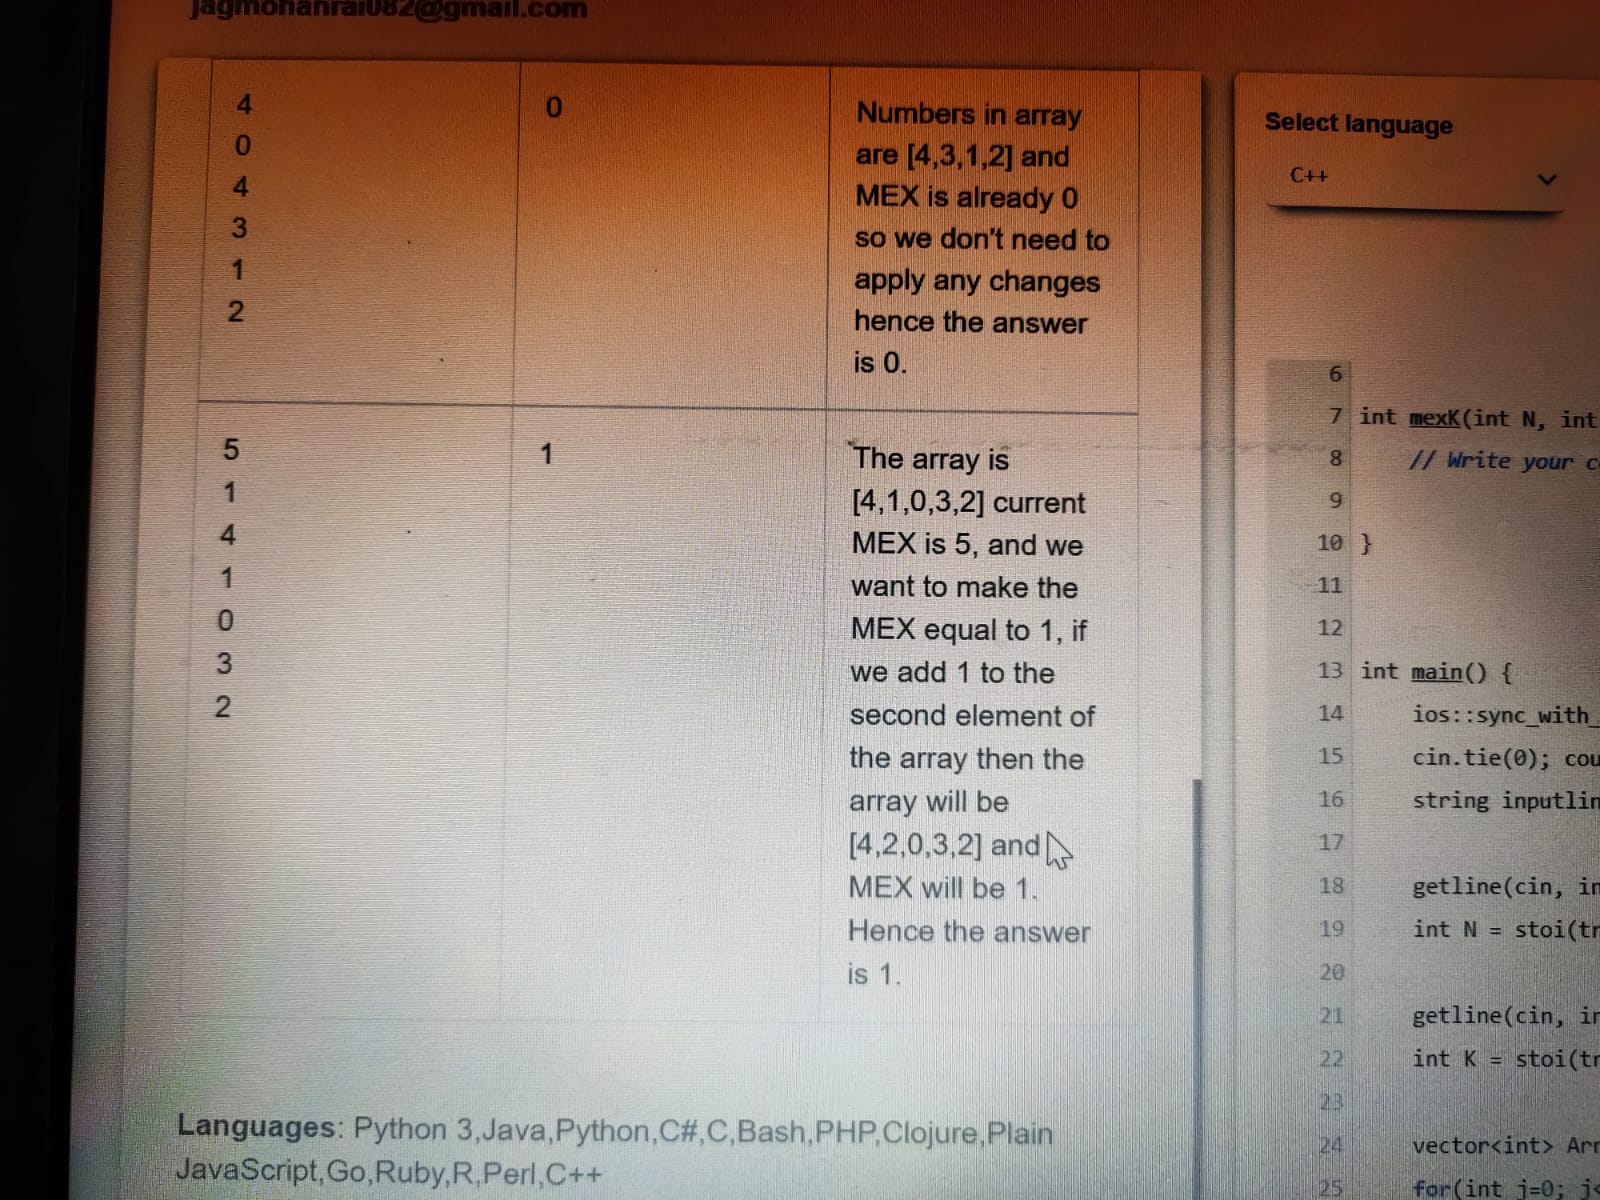 jagmohanrai082@gmail.com
4
0
4
3
1
2
0
Numbers in array
are [4,3,1,2] and
MEX is already 0
so we don't need to
apply any changes
hence the answer
is 0.
5
1
4
1
0
3
2
1
The array is
[4,1,0,3,2] current
MEX is 5, and we
want to make the
MEX equal to 1, if
we add 1 to the
second element of
the array then the
array will be
[4,2,0,3,2] and
MEX will be 1.
Hence the answer
is 1.
Languages: Python 3,Java,Python,C#,C,Bash,PHP,Clojure,Plain
JavaScript,Go,Ruby,R,Perl,C++
Select language
C++
6
7 int mexK(int N, int
8 // Write your
9
10 }
11
12
13 int main() {
14 ios::sync_with_
15 cin.tie(0);
16 string
17
18 getline(cin,
19 int N = stoi(
20
21 getline(cin,
22 int K = stoi(
23
24 vector<int>
25 for(int j=0;